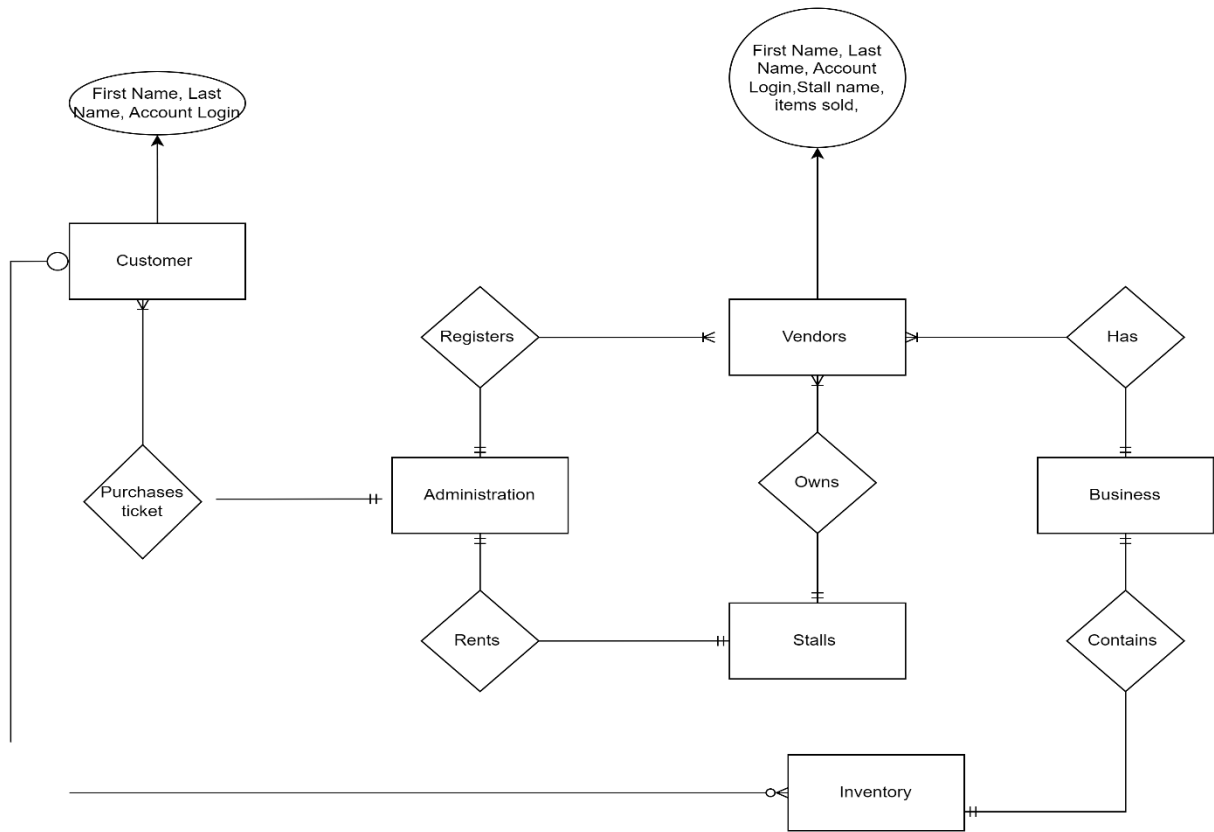 First Name, Last
Name, Account
Login,Stall name,
items sold,
First Name, Last
Name, Account Login
Customer
Registers
Vendors
Has
Purchases
ticket
Administration
Owns
Business
Rents
Stalls
Contains
Inventory